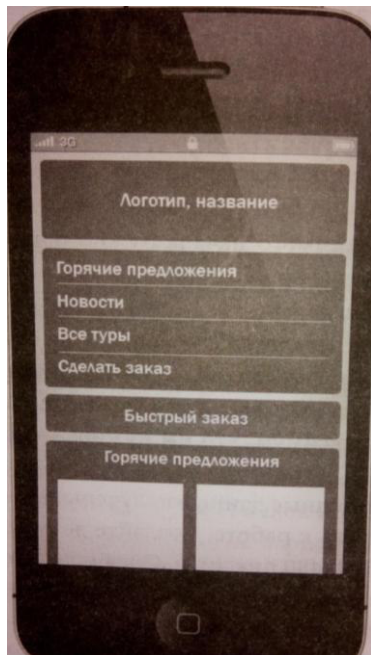 3G
Логотип, название
Горячие предложения
Новости
Все туры
Сделать заказ
Быстрый заказ
Горячие предложения